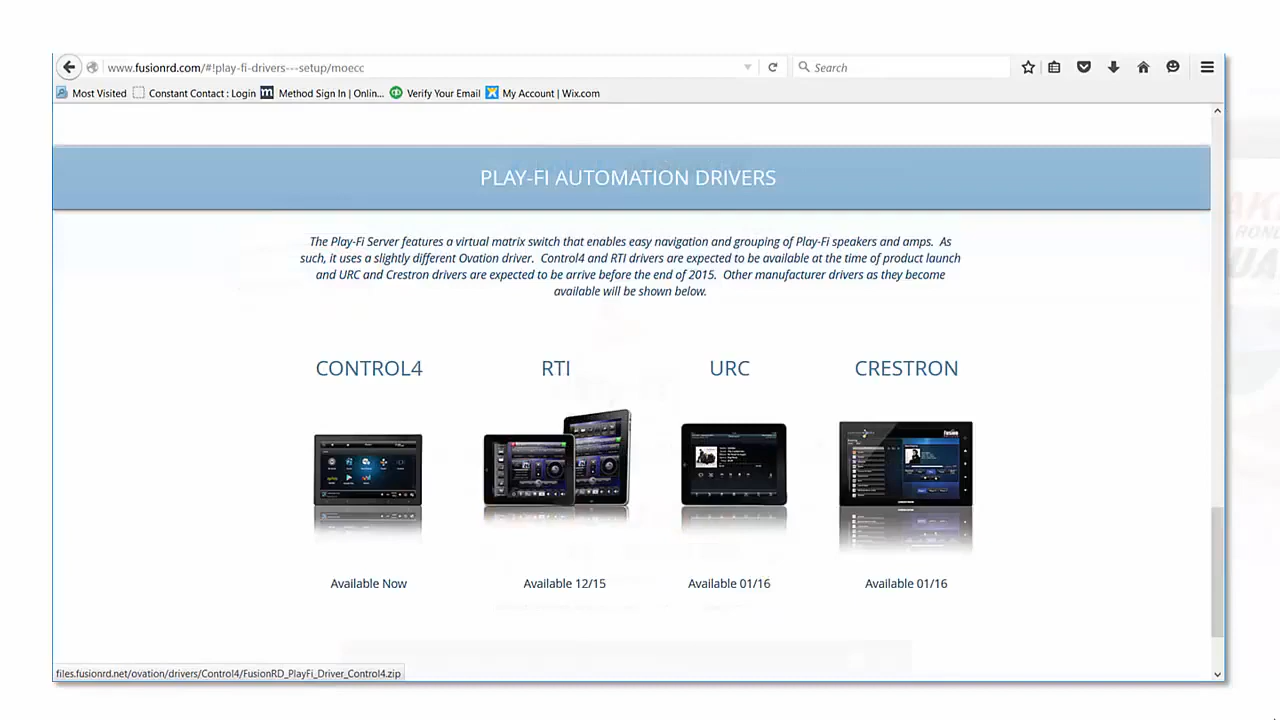 www.fusionrd.com/#!play-fi-drivers---setup/moecc
Search
Most Visited Constant Contact : Login Method Sign In | Onlin... Verify Your Email My Account | Wix.com
PLAY-FI AUTOMATION DRIVERS
The Play-Fi Server features a virtual matrix switch that enables easy navigation and grouping of Play-Fi speakers and amps. As
such, it uses a slightly different Ovation driver. Control4 and RTI drivers are expected to be available at the time of product launch
and URC and Crestron drivers are expected to be arrive before the end of 2015. Other manufacturer drivers as they become
available will be shown below.
CONTROL4 RTI URC CRESTRON
Available Now Available 12/15 Available 01/16 Available 01/16
files.fusionrd.net/ovation/drivers/Control4/FusionRD_PlayFi_Driver_Control4.zip